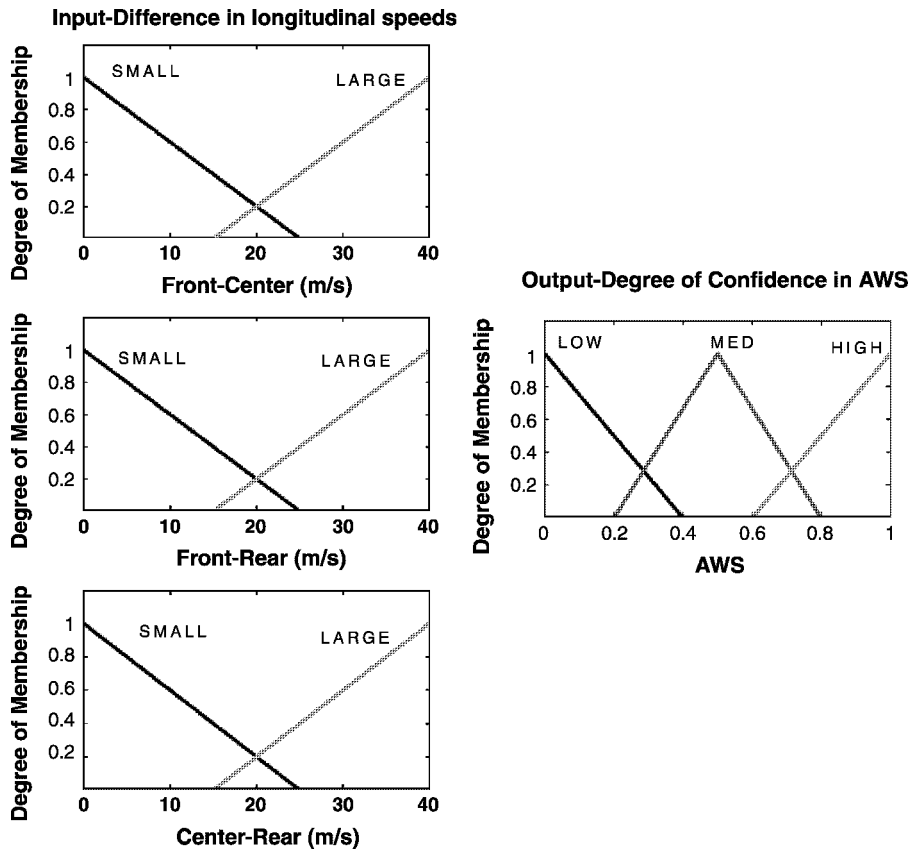 Input-Difference in longitudinal speeds
Degree of Membership
1
0.8
0.6
0.4
0.2
SMALL
LARGE
0 10 20 30 40
Front-Center (m/s)
Degree of Membership
1
0.8
0.6
0.4
0.2
SMALL
LARGE
0 10 20 30 40
Front-Rear (m/s)
Degree of Membership
1
0.8
0.6
0.4
0.2
SMALL
LARGE
0 10 20 30 40
Center-Rear (m/s)
Output-Degree of Confidence in AWS
Degree of Membership
1
0.8
0.6
0.4
0.2
LOW
MED
HIGH
0 0.2 0.4 0.6 0.8 1
AWS